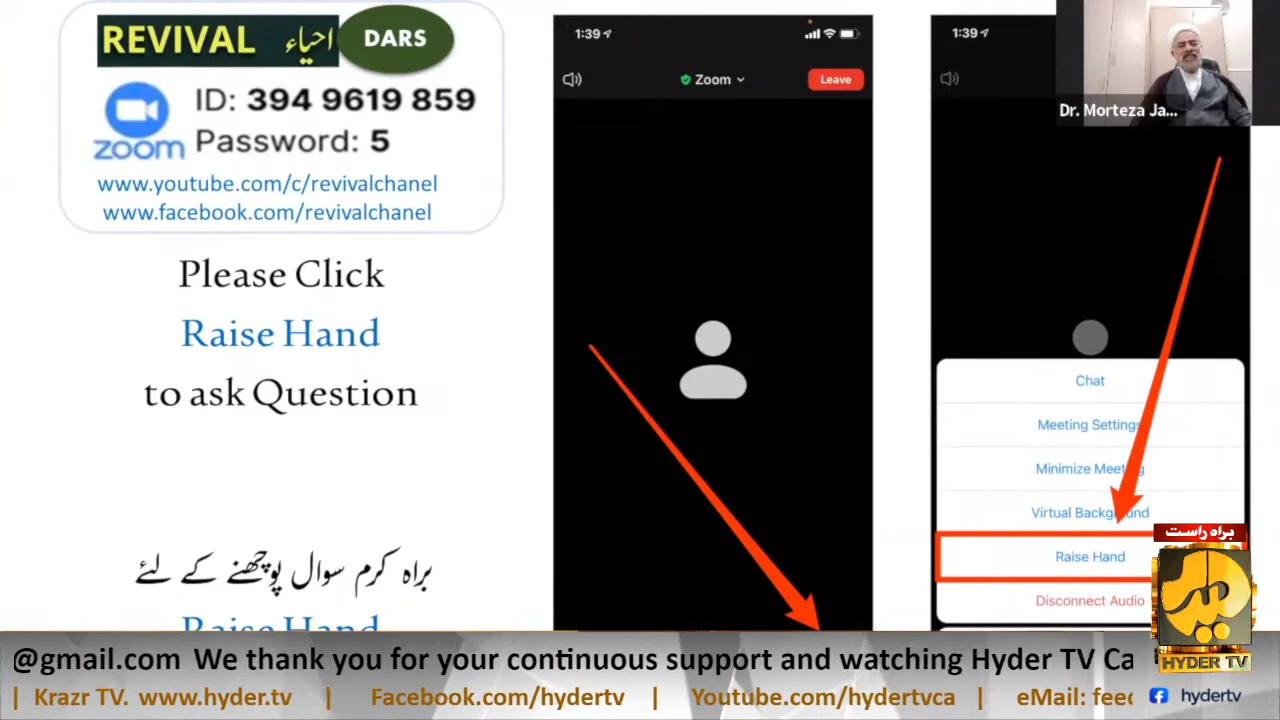 REVIVAL احیاء DARS
zoom
ID: 394 9619 859
Password: 5
www.youtube.com/c/revivalchanel
www.facebook.com/revivalchanel
Please Click
Raise Hand
to ask Question
براہ کرم سوال پوچھنے کے لئے
Raise Hand
1:39
Zoom
Leave
1:39
Dr. Morteza Ja...
Chat
Meeting Settings
Minimize Meeting
Virtual Background
Raise Hand
Disconnect Audio
براہ راست
HYDER TV
@gmail.com We thank you for your continuous support and watching Hyder TV Ca
| Krazr TV. www.hyder.tv | Facebook.com/hydertv | Youtube.com/hydertvca | eMail: feed
hydertv